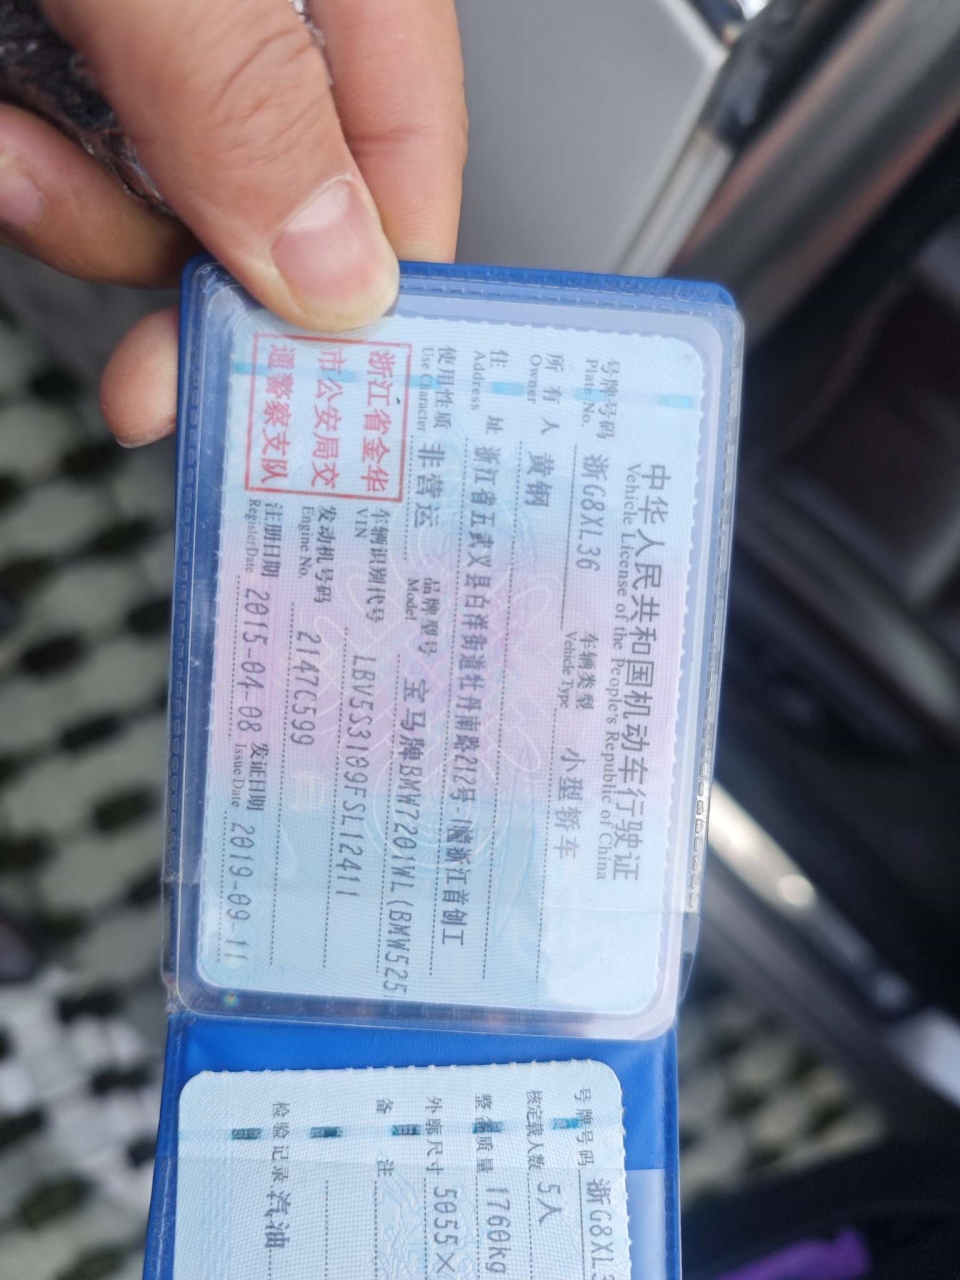 中华人民共和国机动车行驶证
Vehicle License of the People's Republic of China
号牌号码 浙G8XL36 车辆类型 小型轿车
Plate No. Vehicle Type
所有人 黄钢
Owner
住址 浙江省五武义县白洋街道牡丹南路212号-1 浙江首创工
Address
使用性质 非营运 品牌型号 宝马牌BMW7201WL(BMW525
Use Character Model
车辆识别代号 LBV5S3109FSL12411
VIN
发动机号码 2147C599
Engine No.
注册日期 2015-04-08 发证日期 2019-09-11
Register Date Issue Date
浙江省金华
市公安局交
通警察支队
号牌号码 浙G8XL3
核定载人数 5人
整备质量 1760kg
外廓尺寸 5055×
备注
检验记录 汽油